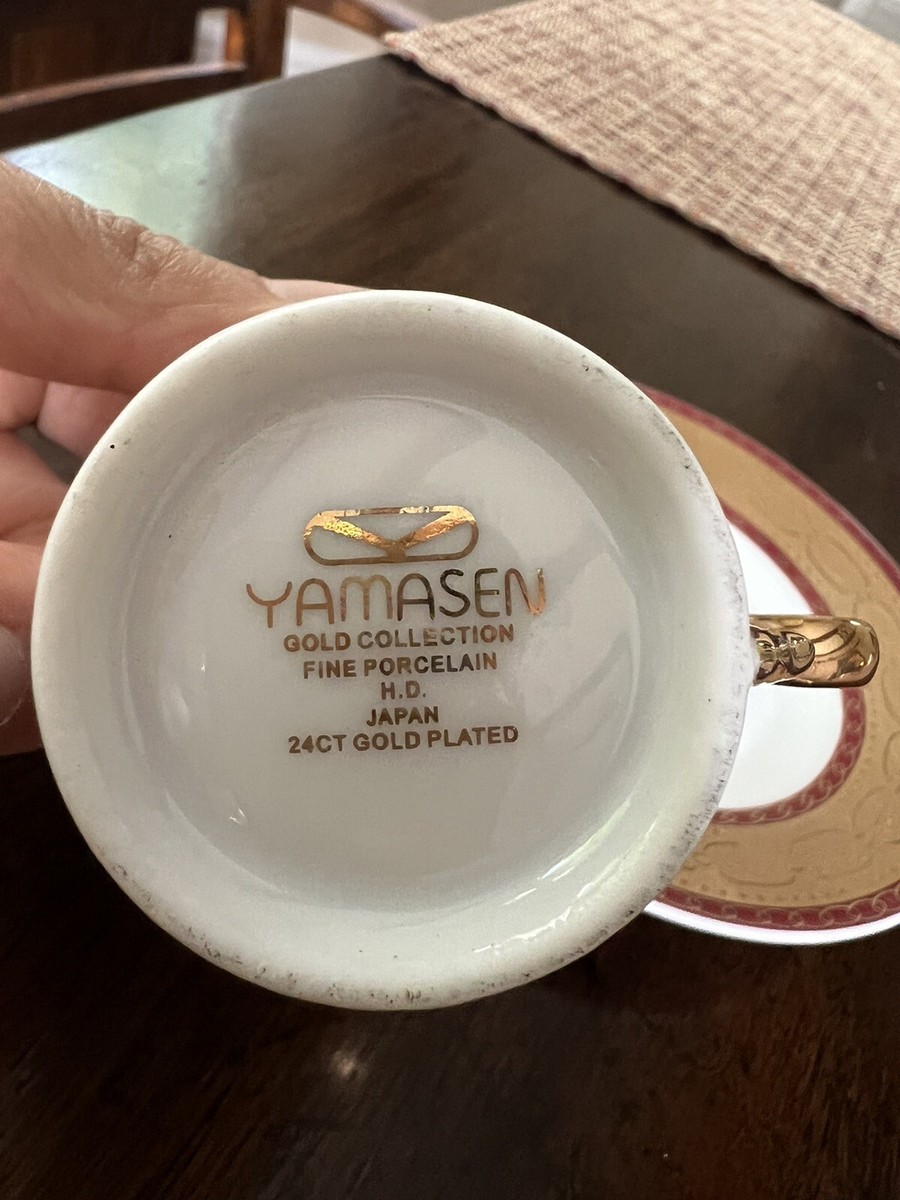 YAMASEN
GOLD COLLECTION
FINE PORCELAIN
H.D.
JAPAN
24CT GOLD PLATED